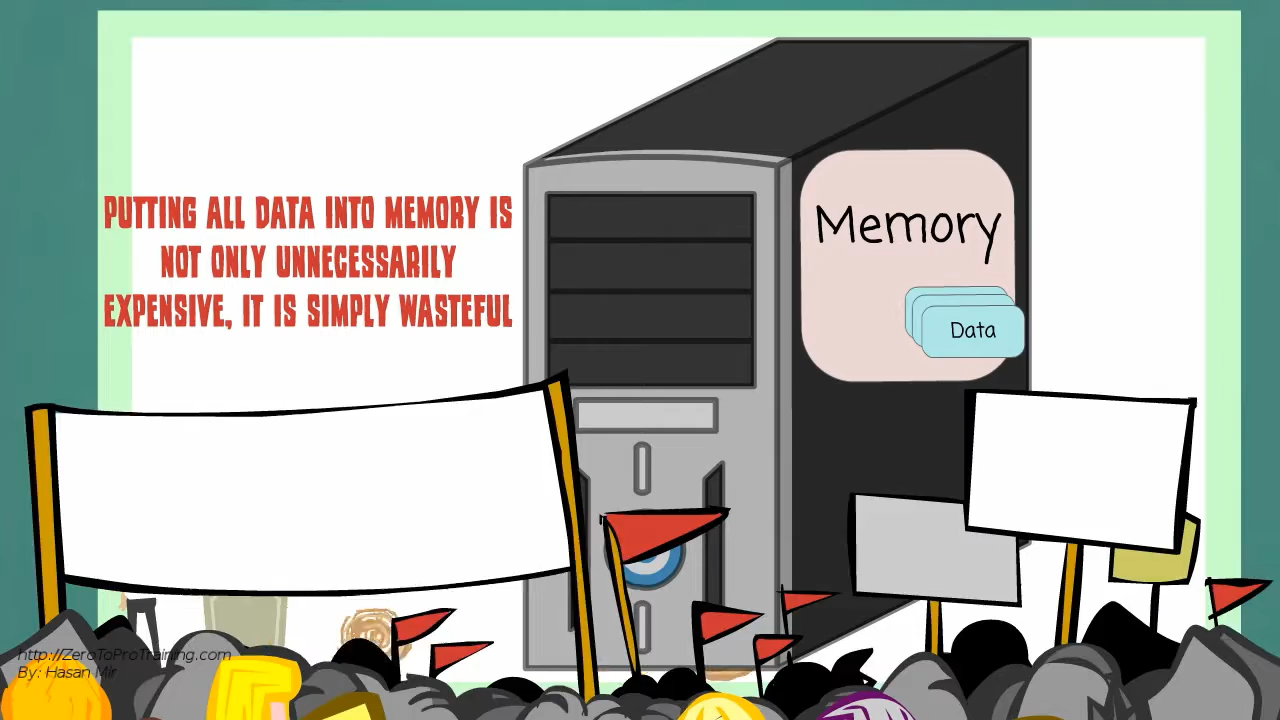 PUTTING ALL DATA INTO MEMORY IS
NOT ONLY UNNECESSARILY
EXPENSIVE, IT IS SIMPLY WASTEFUL
Memory
Data
http://ZeroToProTraining.com
By: Hasan Mir